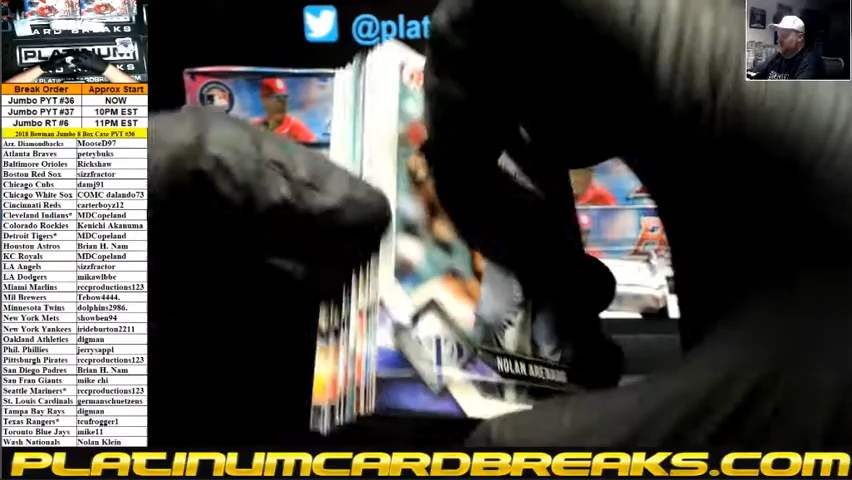 @plat
CARD BREAKS
PLATINUM
Break Order Approx Start
Jumbo PYT #36 NOW
Jumbo PYT #37 10PM EST
Jumbo RT #6 11PM EST
2018 Bowman Jumbo 8 Box Case PYT #36
Arz. Diamondbacks MooseD97
Atlanta Braves peteybuks
Baltimore Orioles Rickshaw
Boston Red Sox sizzfractor
Chicago Cubs damj91
Chicago White Sox COMC dalando73
Cincinnati Reds carterboyz12
Cleveland Indians* MDCopeland
Colorado Rockies Kenichi Akanuma
Detroit Tigers* MDCopeland
Houston Astros Brian H. Nam
KC Royals MDCopeland
LA Angels sizzfractor
LA Dodgers mikawlbbc
Miami Marlins rccproductions123
Mil Brewers Tebow4444.
Minnesota Twins dolphins2986.
New York Mets showben94
New York Yankees irideburton2211
Oakland Athletics digman
Phil. Phillies jerrysappl
Pittsburgh Pirates rccproductions123
San Diego Padres Brian H. Nam
San Fran Giants mike chi
Seattle Mariners* rccproductions123
St. Louis Cardinals germanschuetzens
Tampa Bay Rays digman
Texas Rangers* tcufrogger1
Toronto Blue Jays mike11
Wash Nationals Nolan Klein
NOLAN ARENADO
PLATINUMCARDBREAKS.COM